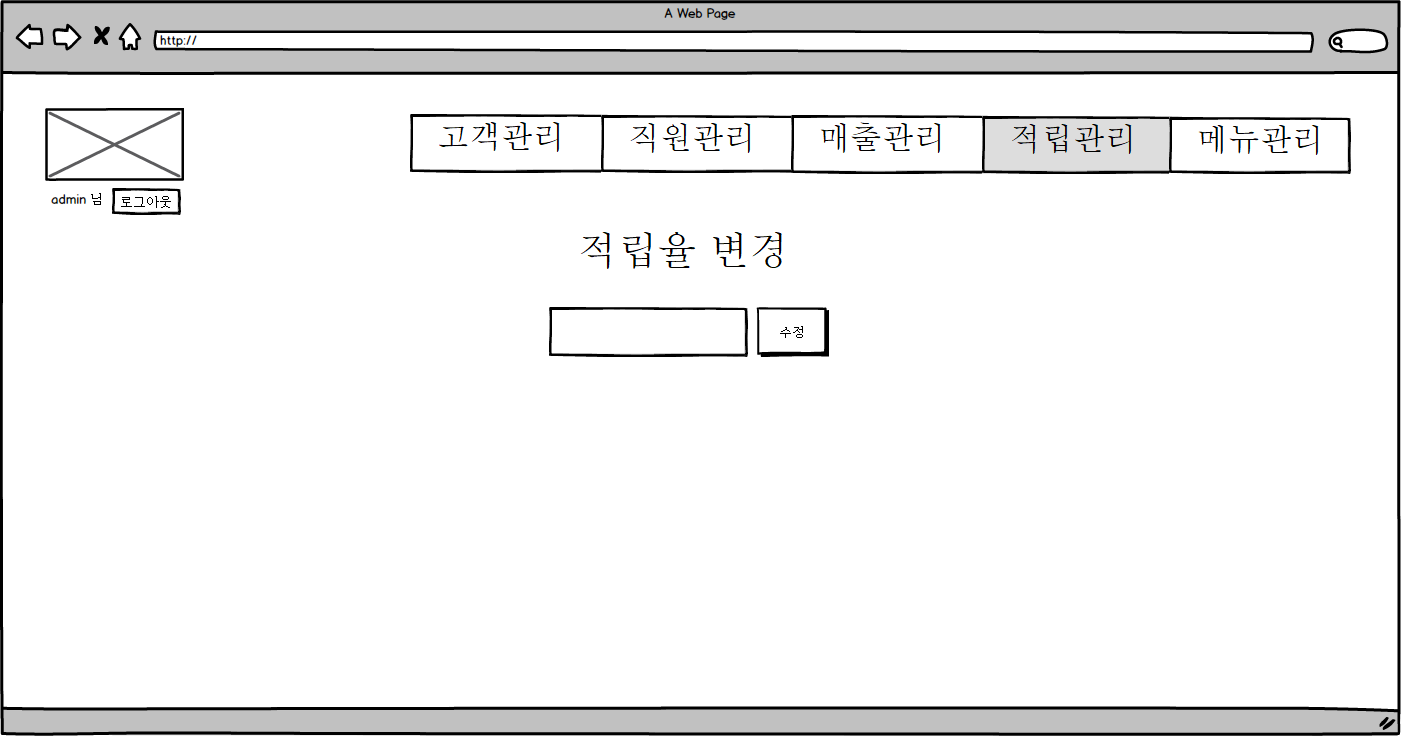 A Web Page
http://
고객관리 직원관리 매출관리 적립관리 메뉴관리
admin 님 로그아웃
적립율 변경
수정